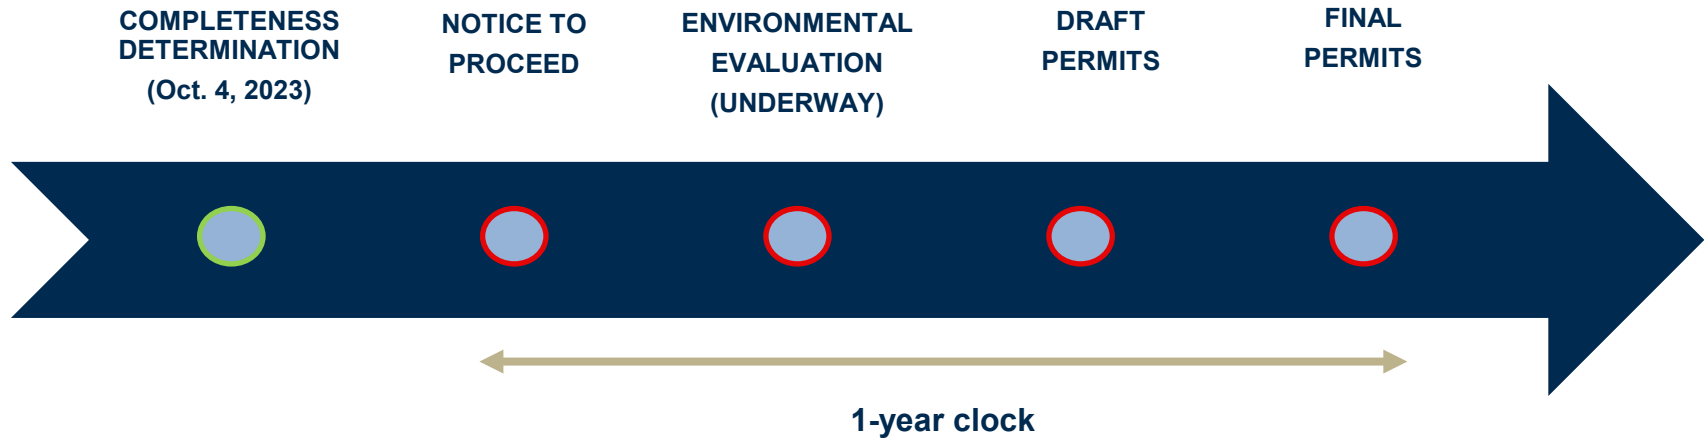 COMPLETENESS
DETERMINATION
(Oct. 4, 2023)
NOTICE TO
PROCEED
ENVIRONMENTAL
EVALUATION
(UNDERWAY)
DRAFT
PERMITS
FINAL
PERMITS
1-year clock